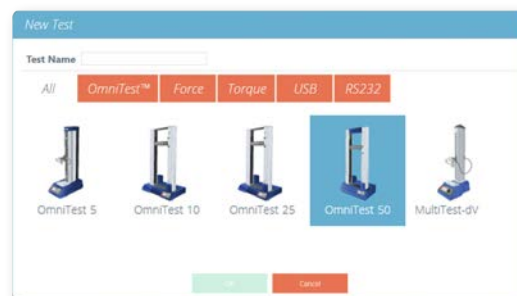 New Test
Test Name
All OmniTest™ Force Torque USB RS232
OmniTest 5 OmniTest 10 OmniTest 25 OmniTest 50 MultiTest-dV
Cancel